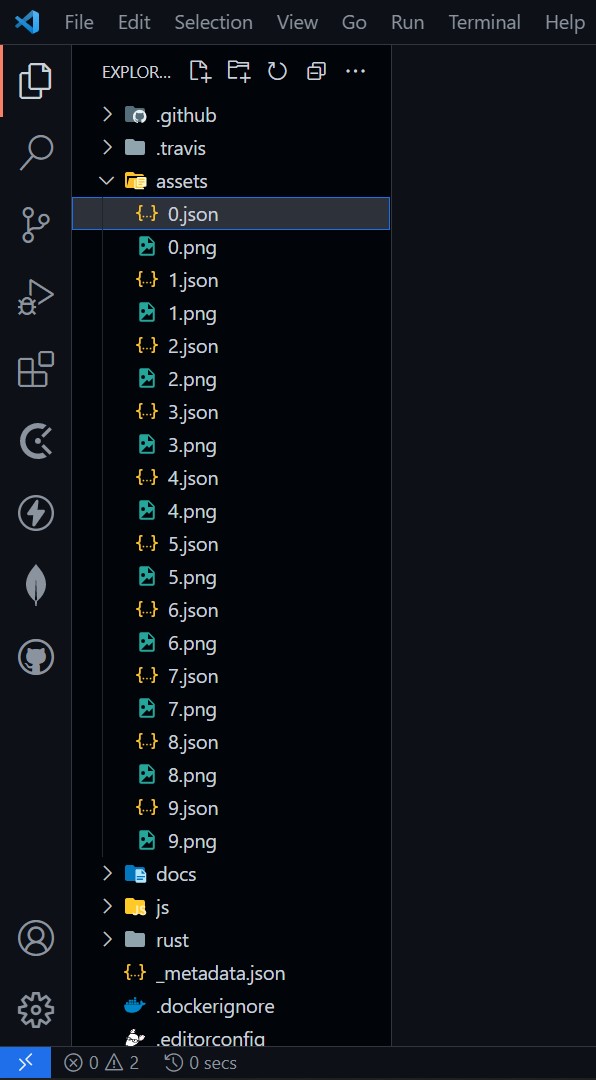 File Edit Selection View Go Run Terminal Help
EXPLOR...
.github
.travis
assets
0.json
0.png
1.json
1.png
2.json
2.png
3.json
3.png
4.json
4.png
5.json
5.png
6.json
6.png
7.json
7.png
8.json
8.png
9.json
9.png
docs
js
rust
_metadata.json
.dockerignore
.editorconfig
0 2 0 secs